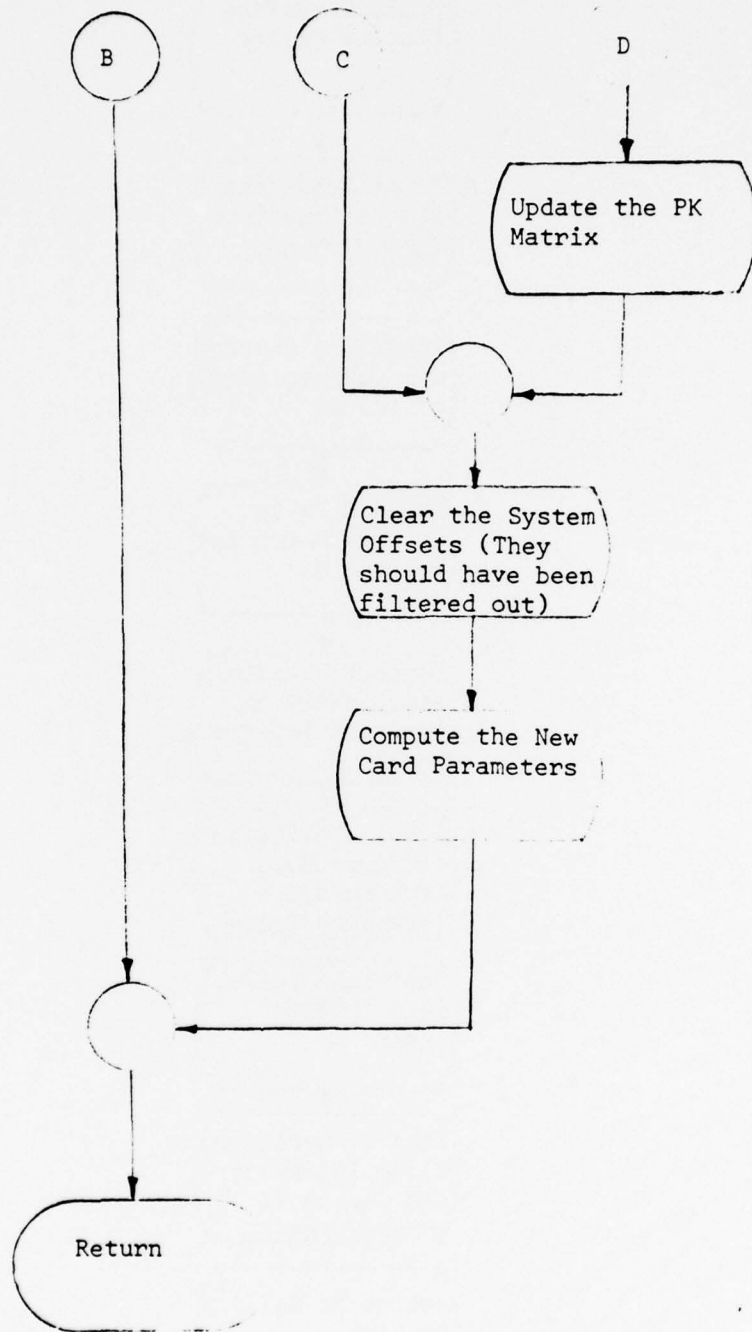 B
C
D
Update the PK
Matrix
Clear the System
Offsets (They
should have been
filtered out)
Compute the New
Card Parameters
Return